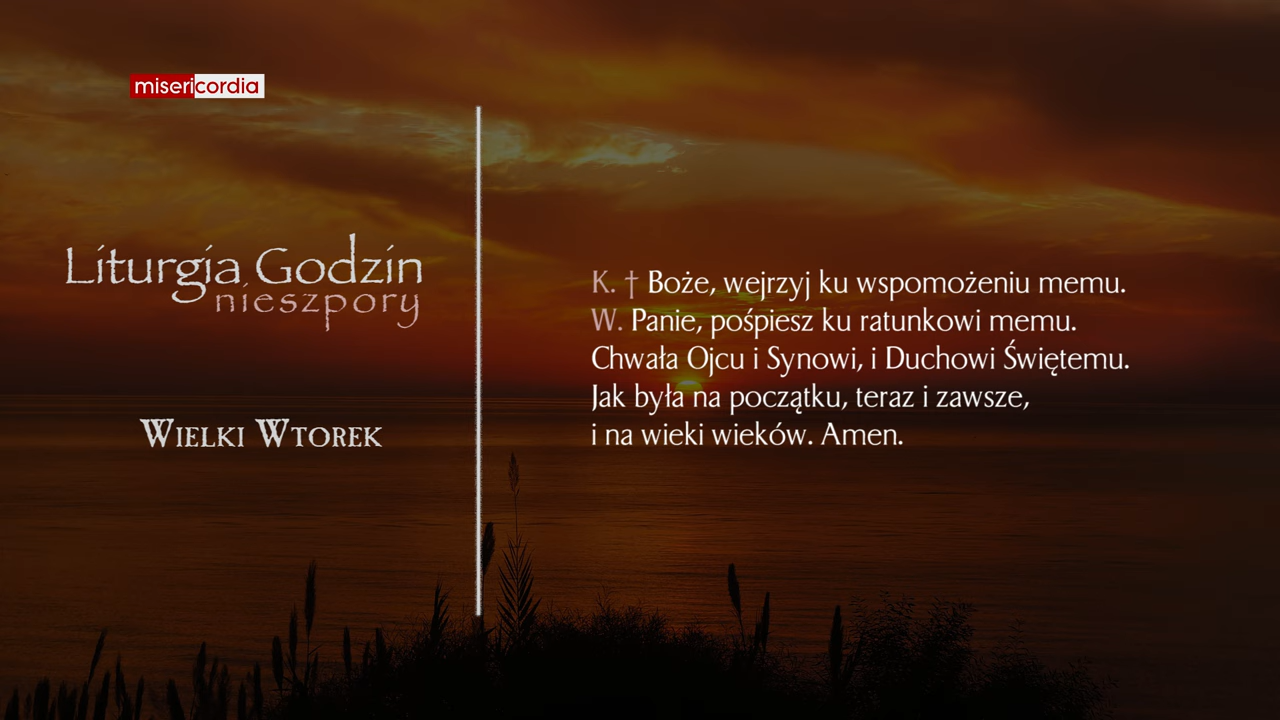 misericordia
Liturgia Godzin
nieszpory
Wielki Wtorek
K. † Boże, wejrzyj ku wspomożeniu memu.
W. Panie, pośpiesz ku ratunkowi memu.
Chwała Ojcu i Synowi, i Duchowi Świętemu.
Jak była na początku, teraz i zawsze,
i na wieki wieków. Amen.